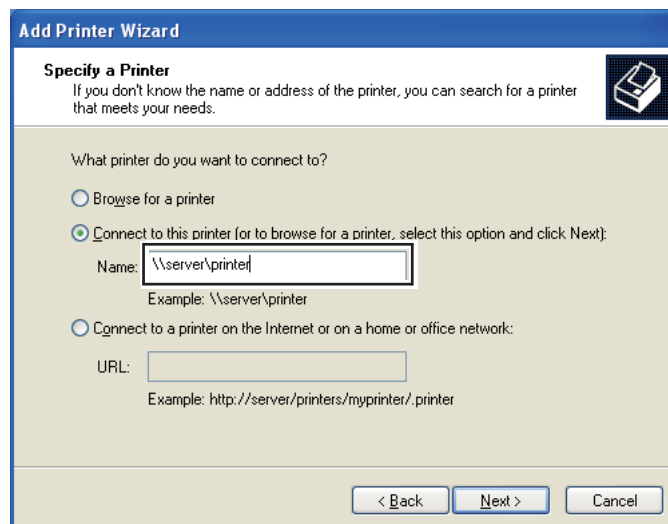 Add Printer Wizard
Specify a Printer
If you don't know the name or address of the printer, you can search for a printer
that meets your needs.
What printer do you want to connect to?
Browse for a printer
Connect to this printer (or to browse for a printer, select this option and click Next):
Name: \\server\printer
Example: \\server\printer
Connect to a printer on the Internet or on a home or office network:
URL:
Example: http://server/printers/myprinter/.printer
< Back Next > Cancel